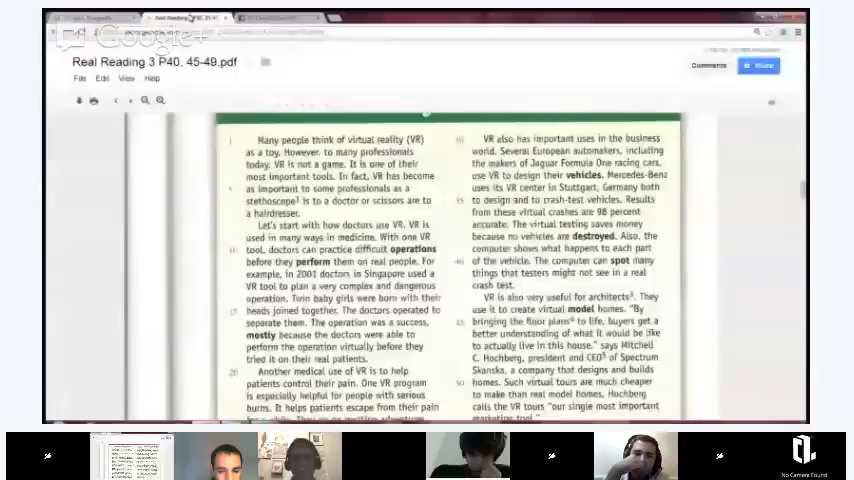 Google+
Real Reading 3 P40, 45-49.pdf
File Edit View Help
Comments
Share
Many people think of virtual reality (VR)
as a toy. However, to many professionals
today, VR is not a game. It is one of their
most important tools. In fact, VR has become
as important to some professionals as a
stethoscope¹ is to a doctor or scissors are to
a hairdresser.
Let's start with how doctors use VR. VR is
used in many ways in medicine. With one VR
tool, doctors can practice difficult operations
before they perform them on real people. For
example, in 2001 doctors in Singapore used a
VR tool to plan a very complex and dangerous
operation. Twin baby girls were born with their
heads joined together. The doctors operated to
separate them. The operation was a success,
mostly because the doctors were able to
perform the operation virtually before they
tried it on their real patients.
Another medical use of VR is to help
patients control their pain. One VR program
is especially helpful for people with serious
burns. It helps patients escape from their pain
VR also has important uses in the business
world. Several European automakers, including
the makers of Jaguar Formula One racing cars,
use VR to design their vehicles. Mercedes-Benz
uses its VR center in Stuttgart, Germany both
to design and to crash-test vehicles. Results
from these virtual crashes are 98 percent
accurate. The virtual testing saves money
because no vehicles are destroyed. Also, the
computer shows what happens to each part
of the vehicle. The computer can spot many
things that testers might not see in a real
crash test.
VR is also very useful for architects³. They
use it to create virtual model homes. "By
bringing the floor plans⁴ to life, buyers get a
better understanding of what it would be like
to actually live in this house," says Mitchell
C. Hochberg, president and CEO⁵ of Spectrum
Skanska, a company that designs and builds
homes. Such virtual tours are much cheaper
to make than real model homes. Hochberg
calls the VR tours "our single most important
marketing tool."
No Camera Found